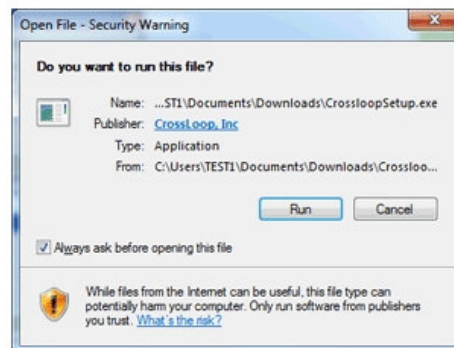 Open File - Security Warning
Do you want to run this file?
Name: ...ST1\Documents\Downloads\CrossloopSetup.exe
Publisher: CrossLoop, Inc
Type: Application
From: C:\Users\TEST1\Documents\Downloads\Crossloo...
Run Cancel
Always ask before opening this file
While files from the Internet can be useful, this file type can
potentially harm your computer. Only run software from publishers
you trust. What's the risk?